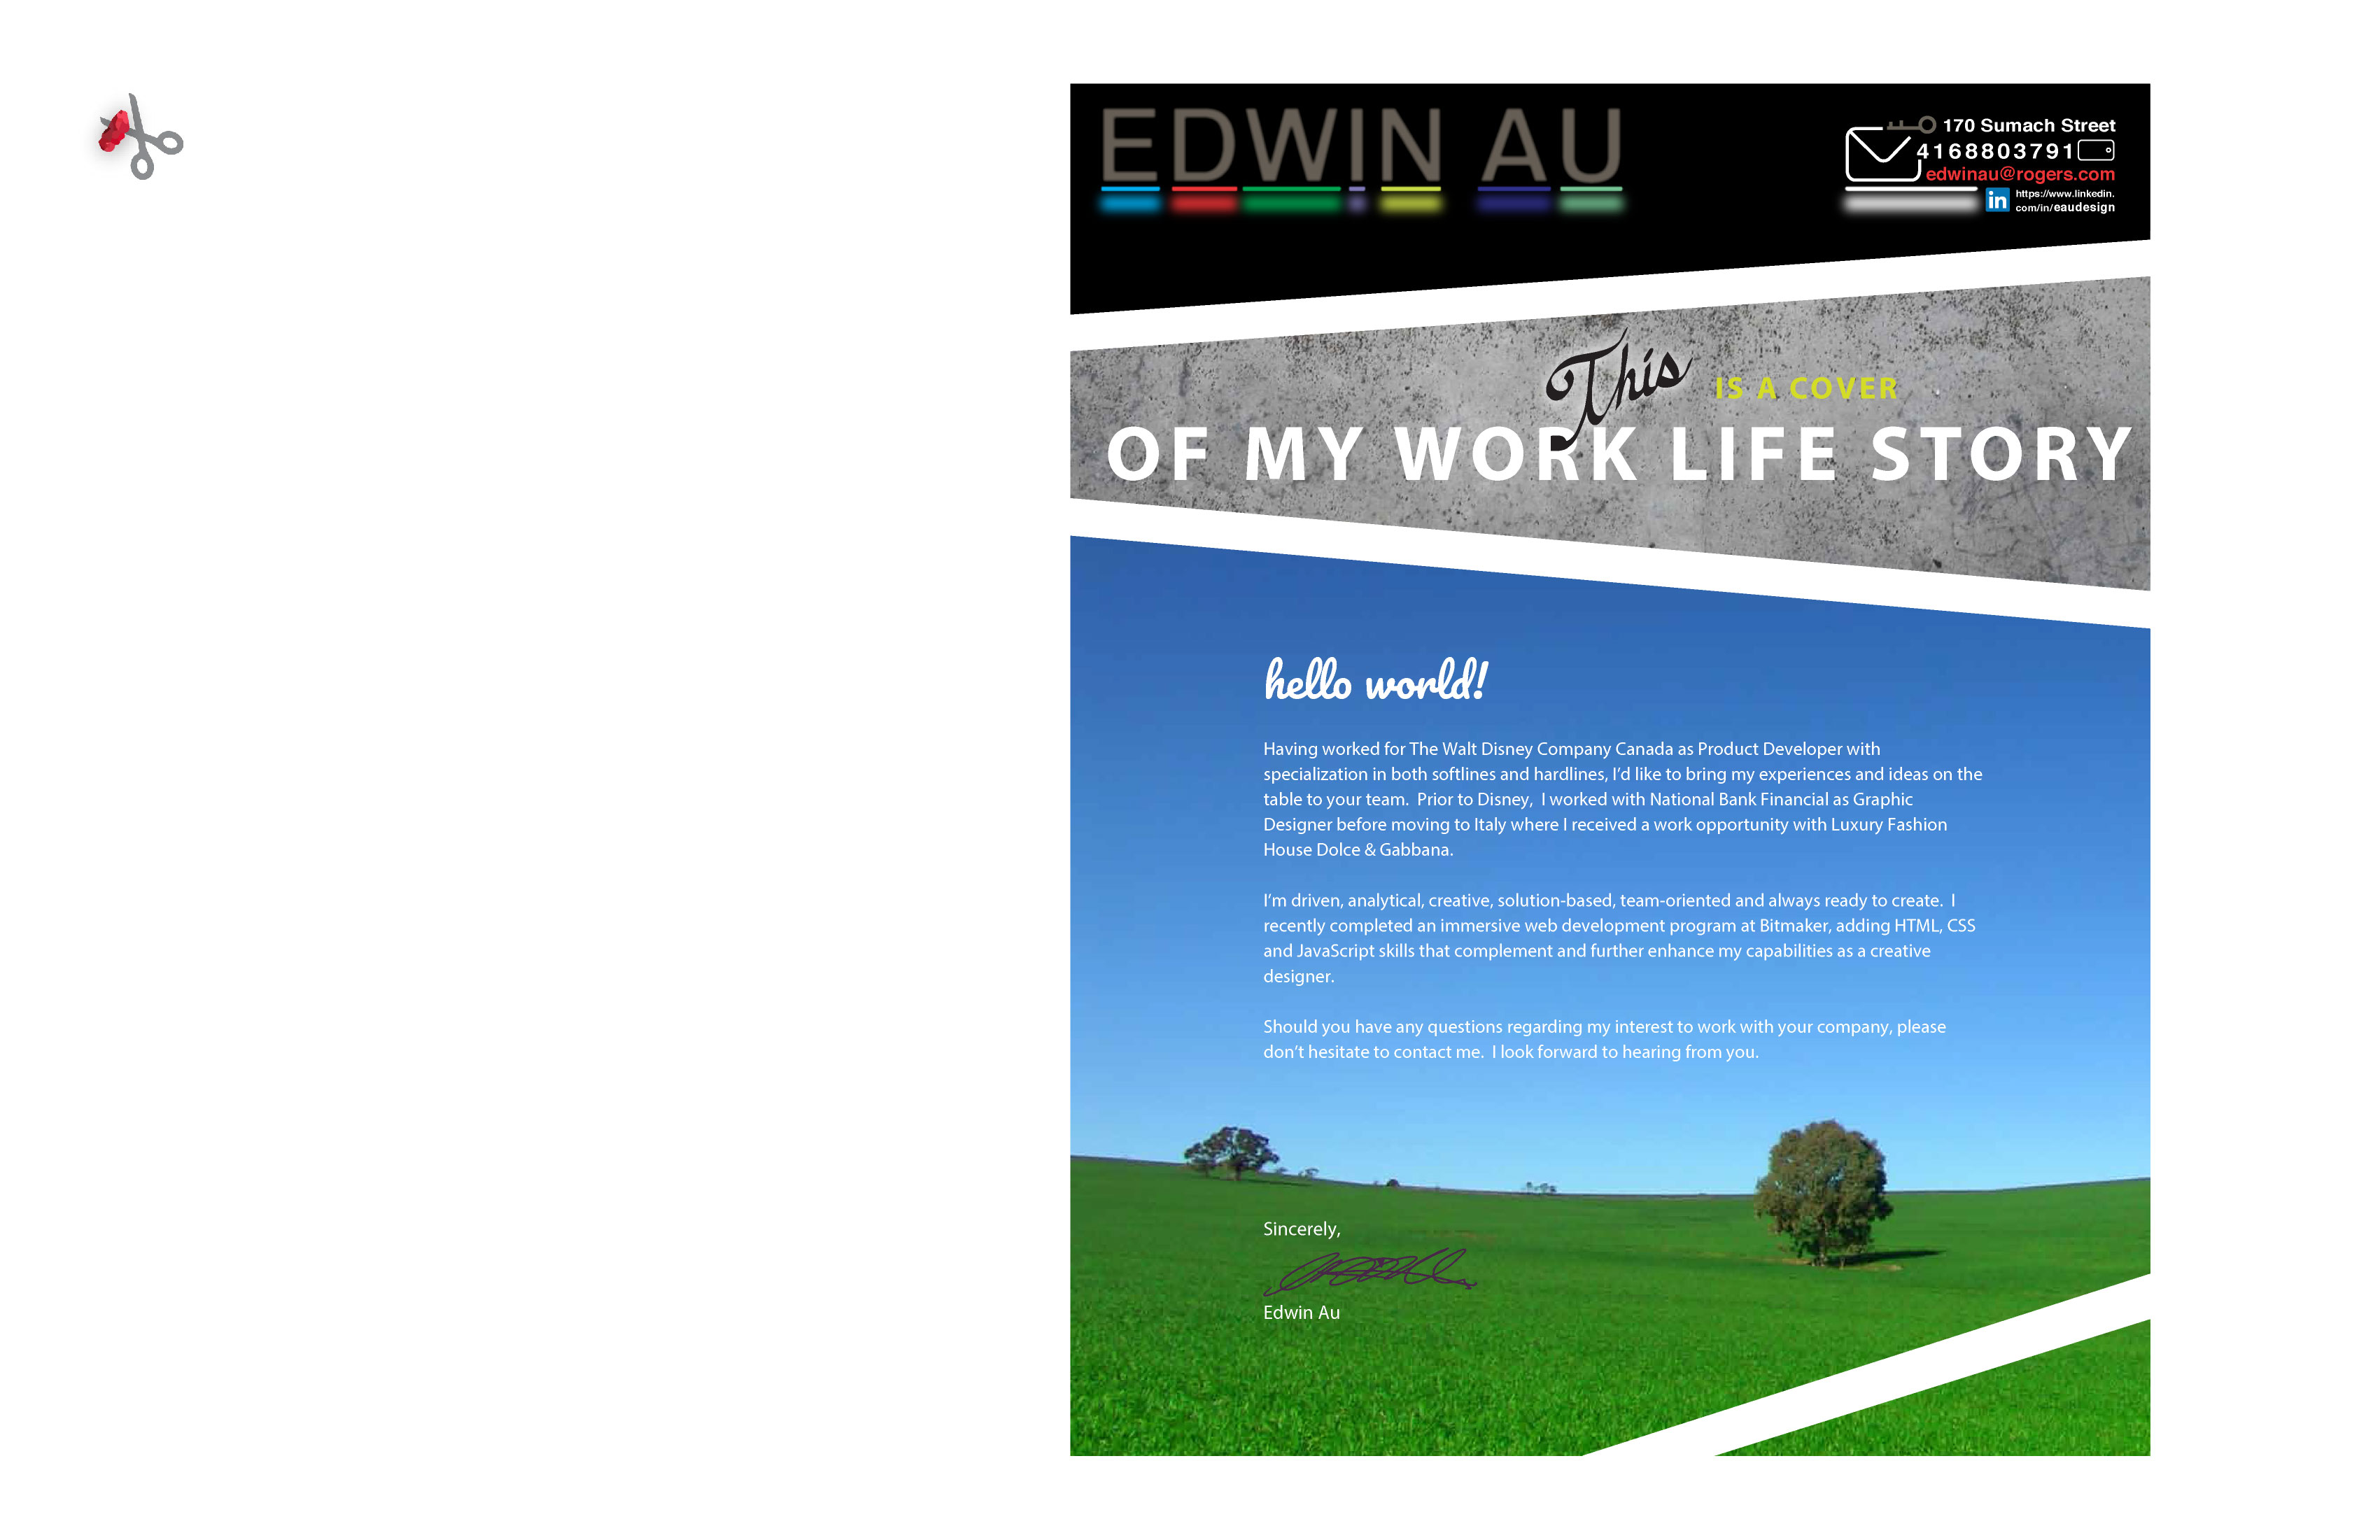 EDWIN AU
170 Sumach Street
4168803791
edwinau@rogers.com
in https://www.linkedin.
com/in/eaudesign
This IS A COVER
OF MY WORK LIFE STORY
hello world!
Having worked for The Walt Disney Company Canada as Product Developer with
specialization in both softlines and hardlines, I’d like to bring my experiences and ideas on the
table to your team.  Prior to Disney,  I worked with National Bank Financial as Graphic
Designer before moving to Italy where I received a work opportunity with Luxury Fashion
House Dolce & Gabbana.
I’m driven, analytical, creative, solution-based, team-oriented and always ready to create.  I
recently completed an immersive web development program at Bitmaker, adding HTML, CSS
and JavaScript skills that complement and further enhance my capabilities as a creative
designer.
Should you have any questions regarding my interest to work with your company, please
don’t hesitate to contact me.  I look forward to hearing from you.
Sincerely,
Edwin Au